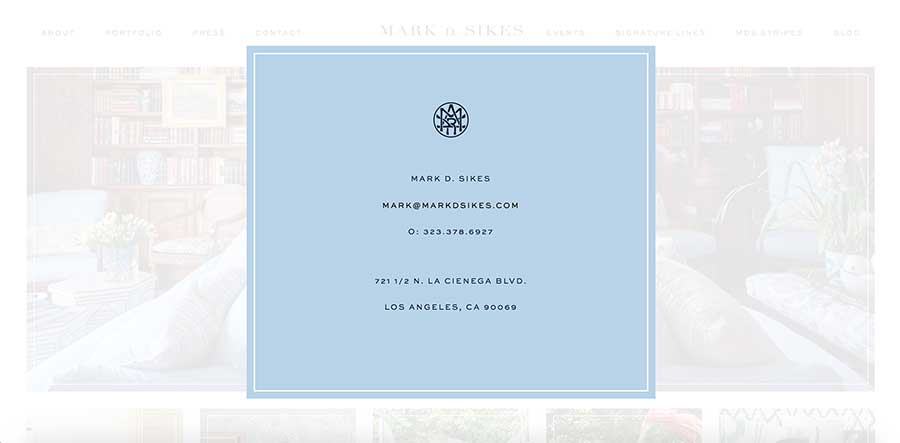 MARK D. SIKES
ABOUT PORTFOLIO PRESS CONTACT EVENTS SIGNATURE LINES MDS STRIPES BLOG
MARK D. SIKES
MARK@MARKDSIKES.COM
O: 323.378.6927
721 1/2 N. LA CIENEGA BLVD.
LOS ANGELES, CA 90069